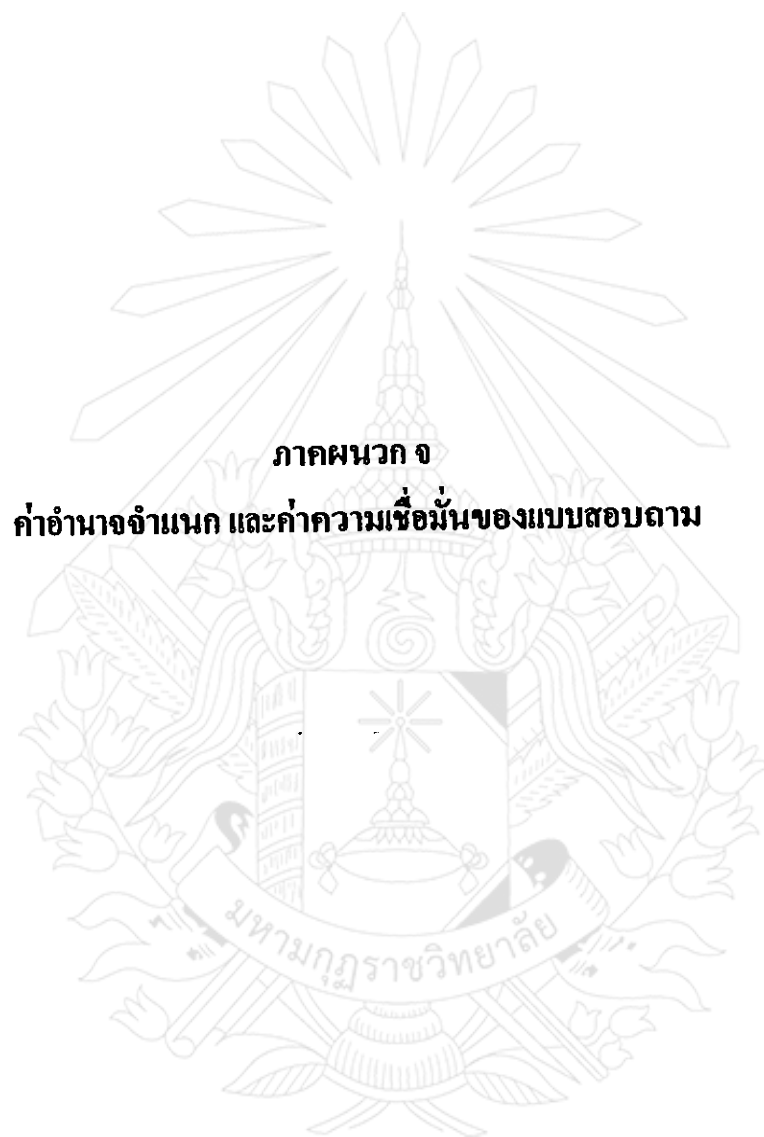 ภาคผนวก จ
ค่าอำนาจจำแนก และค่าความเชื่อมั่นของแบบสอบถาม
มหามกุฏราชวิทยาลัย